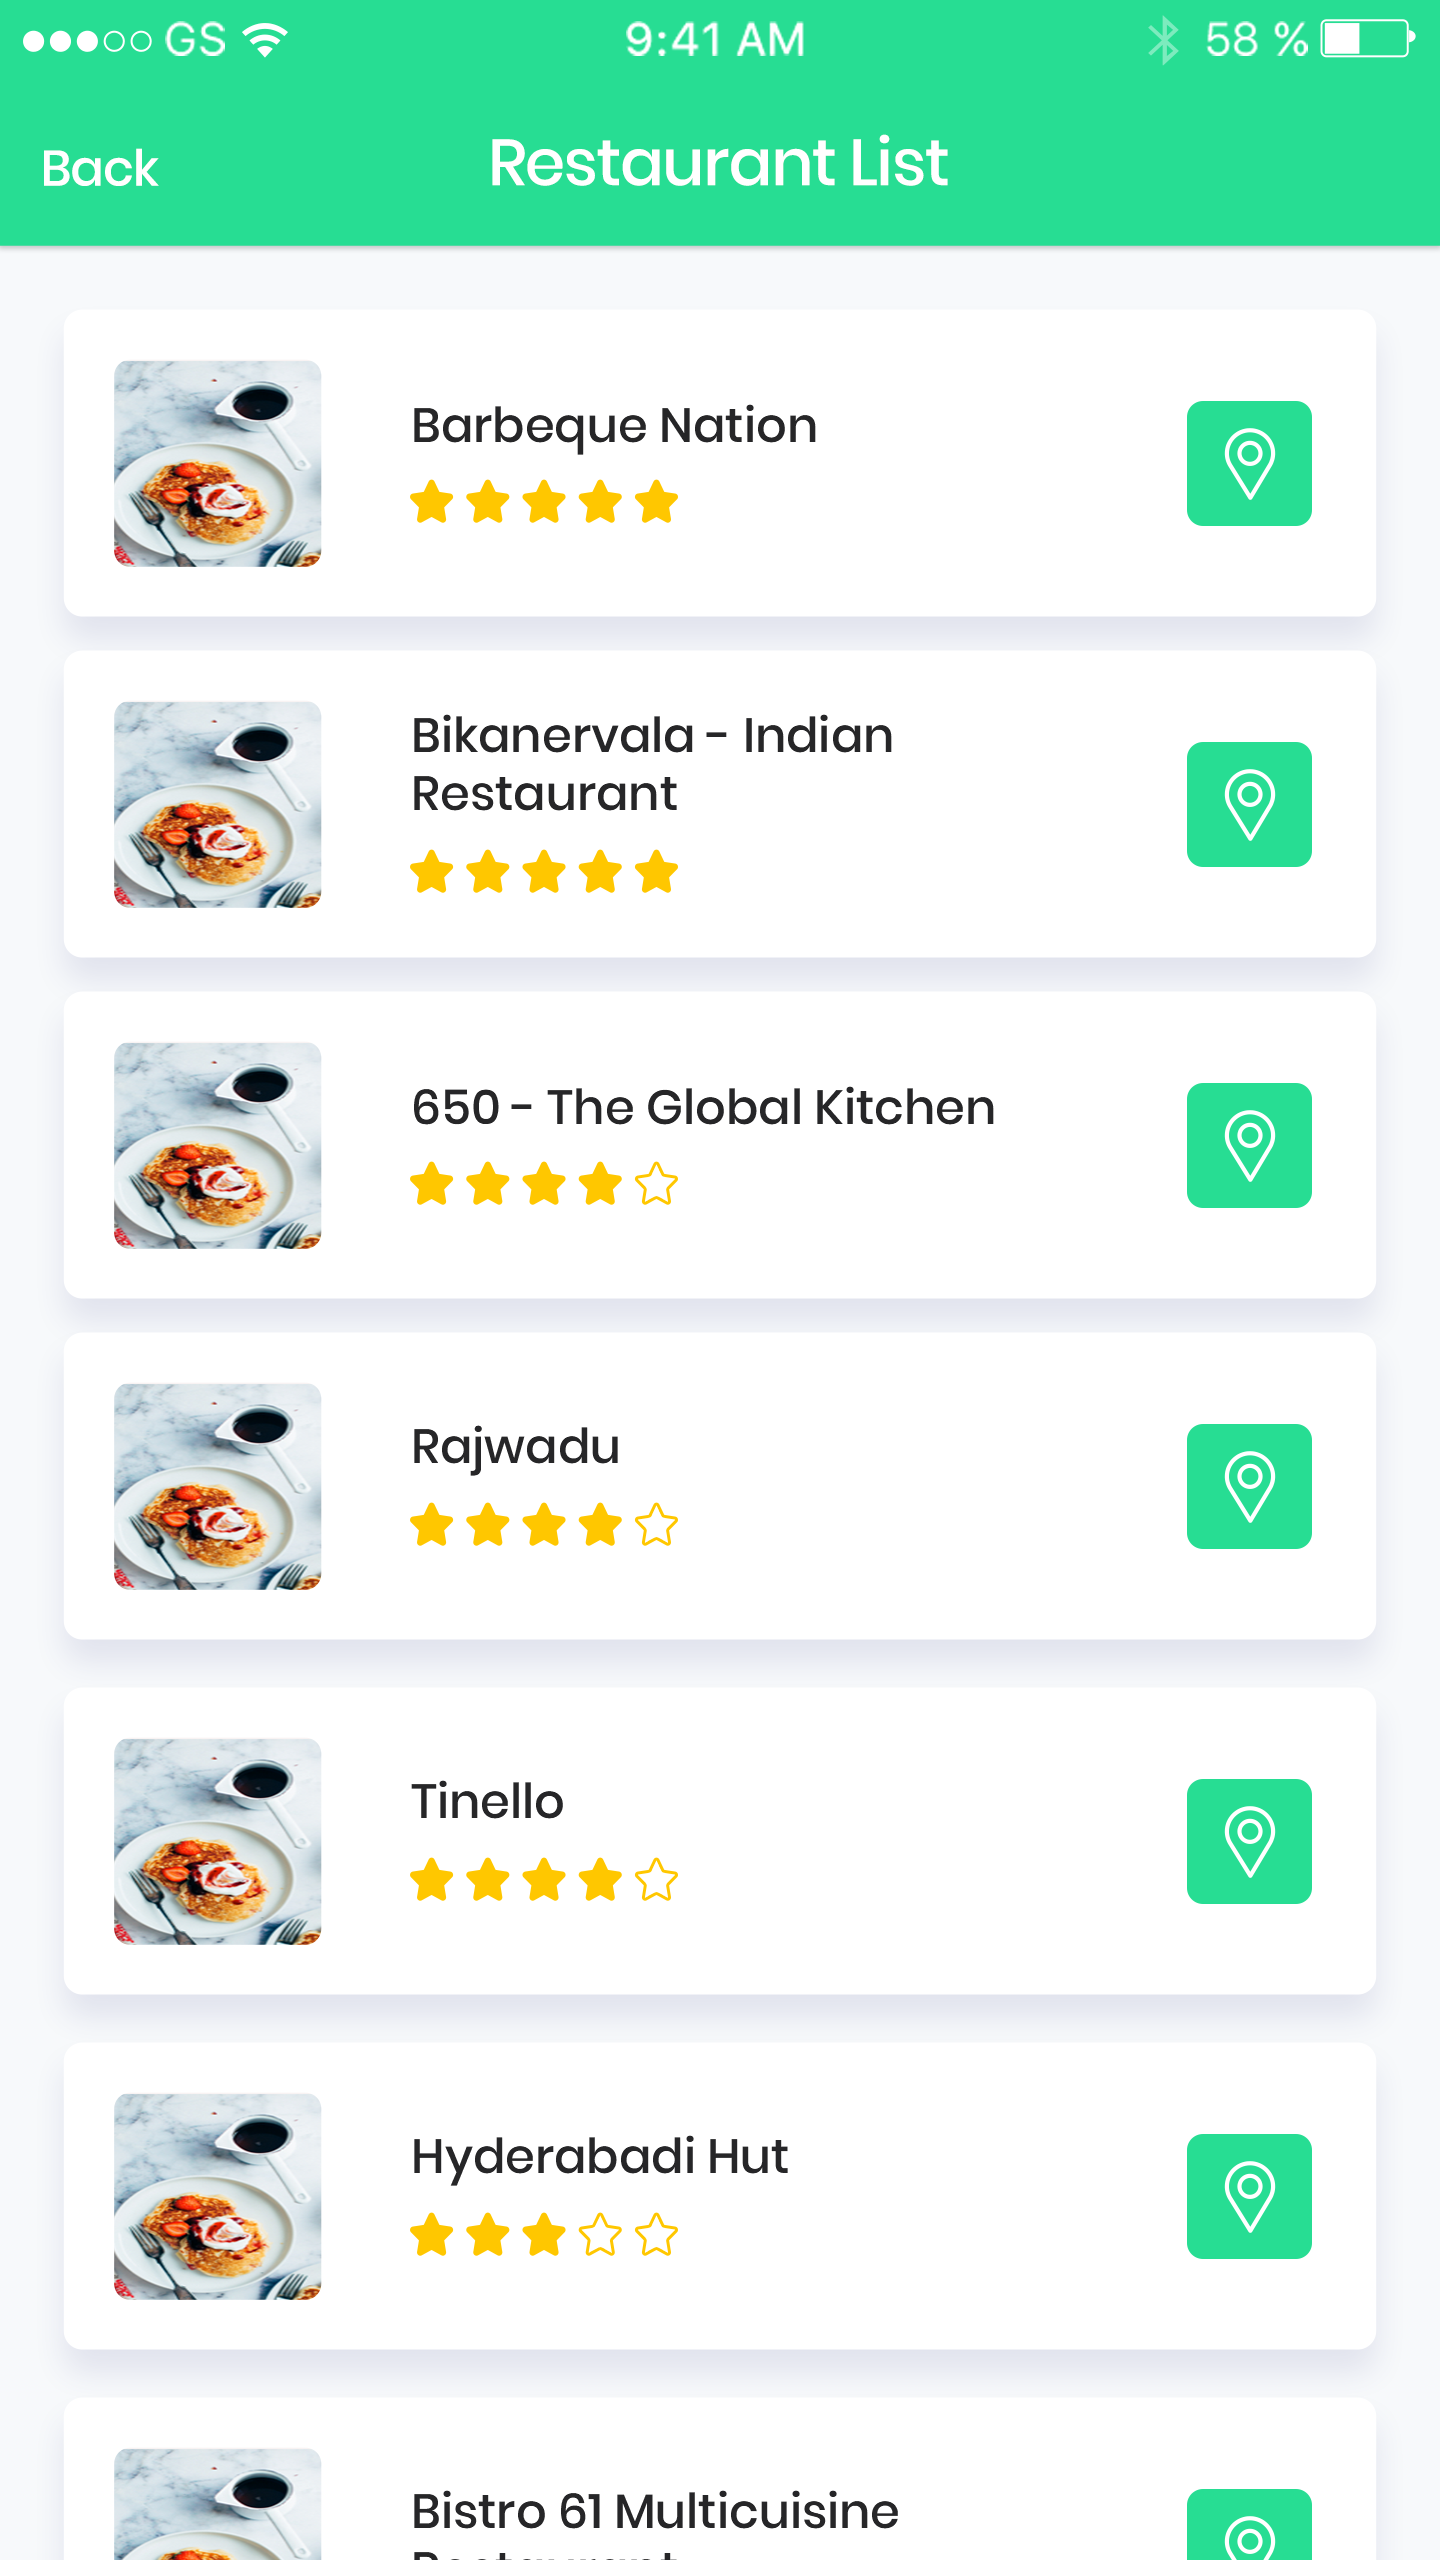 GS
9:41 AM
58 %
Back
Restaurant List
Barbeque Nation
Bikanervala - Indian
Restaurant
650 - The Global Kitchen
Rajwadu
Tinello
Hyderabadi Hut
Bistro 61 Multicuisine
Restaurant